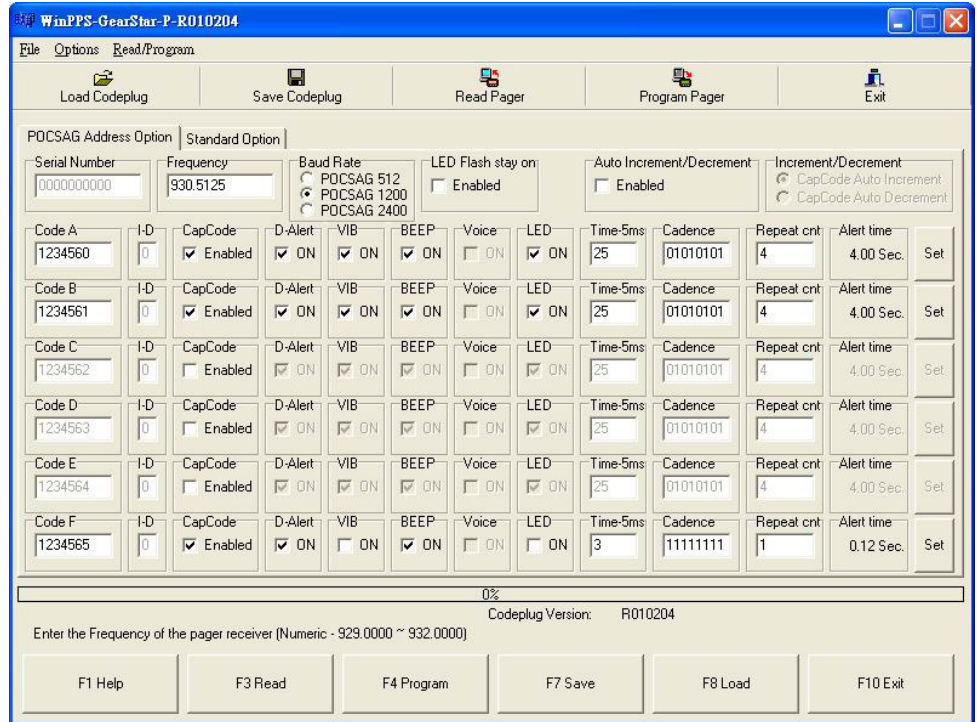 WinPPS-GearStar-P-R010204
File Options Read/Program
Load Codeplug Save Codeplug Read Pager Program Pager Exit
POCSAG Address Option Standard Option
Serial Number Frequency Baud Rate LED Flash stay on Auto Increment/Decrement Increment/Decrement
0000000000 930.5125 POCSAG 512 Enabled Enabled CapCode Auto Increment
POCSAG 1200 CapCode Auto Decrement
POCSAG 2400
Code A I-D CapCode D-Alert VIB BEEP Voice LED Time-5ms Cadence Repeat cnt Alert time
1234560 0 Enabled ON ON ON ON ON 25 01010101 4 4.00 Sec. Set
Code B I-D CapCode D-Alert VIB BEEP Voice LED Time-5ms Cadence Repeat cnt Alert time
1234561 0 Enabled ON ON ON ON ON 25 01010101 4 4.00 Sec. Set
Code C I-D CapCode D-Alert VIB BEEP Voice LED Time-5ms Cadence Repeat cnt Alert time
1234562 0 Enabled ON ON ON ON ON 25 01010101 4 4.00 Sec. Set
Code D I-D CapCode D-Alert VIB BEEP Voice LED Time-5ms Cadence Repeat cnt Alert time
1234563 0 Enabled ON ON ON ON ON 25 01010101 4 4.00 Sec. Set
Code E I-D CapCode D-Alert VIB BEEP Voice LED Time-5ms Cadence Repeat cnt Alert time
1234564 0 Enabled ON ON ON ON ON 25 01010101 4 4.00 Sec. Set
Code F I-D CapCode D-Alert VIB BEEP Voice LED Time-5ms Cadence Repeat cnt Alert time
1234565 0 Enabled ON ON ON ON ON 3 11111111 1 0.12 Sec. Set
0%
Codeplug Version: R010204
Enter the Frequency of the pager receiver (Numeric - 929.0000 ~ 932.0000)
F1 Help F3 Read F4 Program F7 Save F8 Load F10 Exit